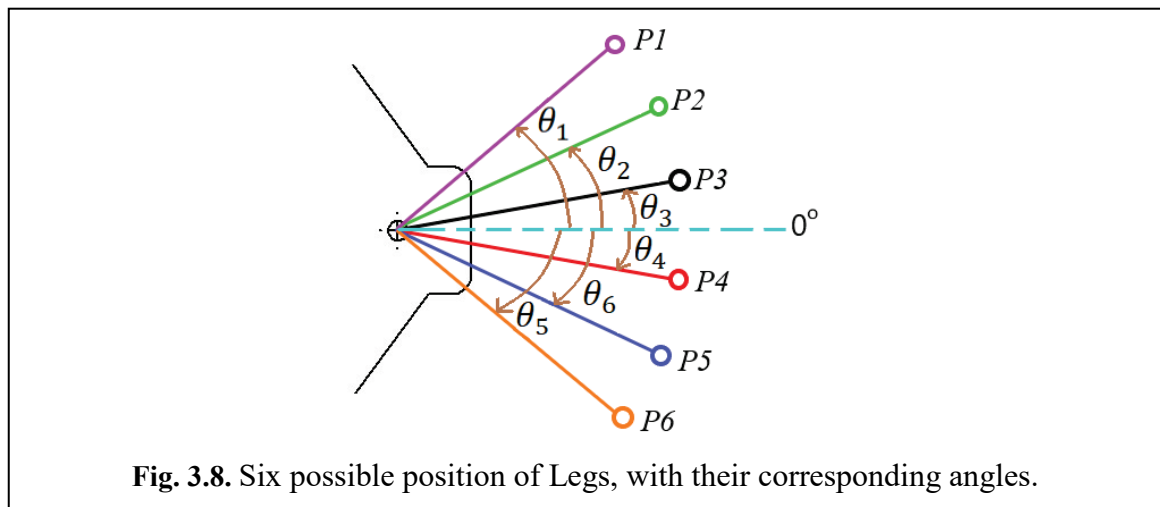 P1
θ₁
P2
θ₂
P3
θ₃
0°
θ₄
P4
θ₆
θ₅
P5
P6
Fig. 3.8. Six possible position of Legs, with their corresponding angles.